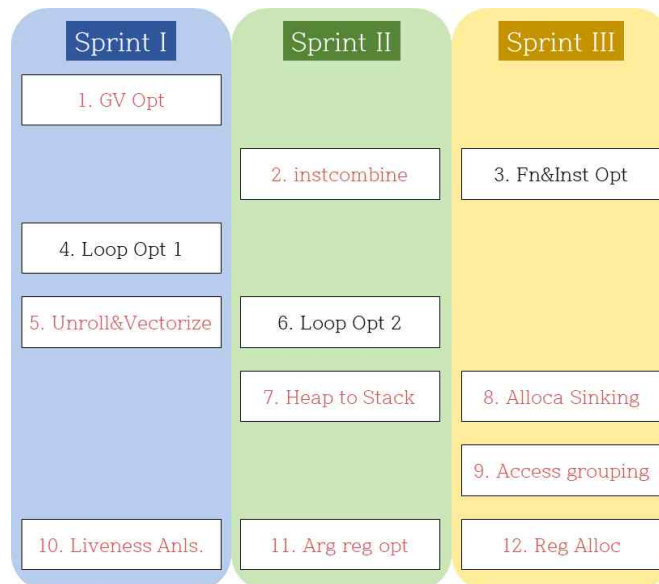 Sprint I
Sprint II
Sprint III
1. GV Opt
2. instcombine
3. Fn&Inst Opt
4. Loop Opt 1
5. Unroll&Vectorize
6. Loop Opt 2
7. Heap to Stack
8. Alloca Sinking
9. Access grouping
10. Liveness Anls.
11. Arg reg opt
12. Reg Alloc